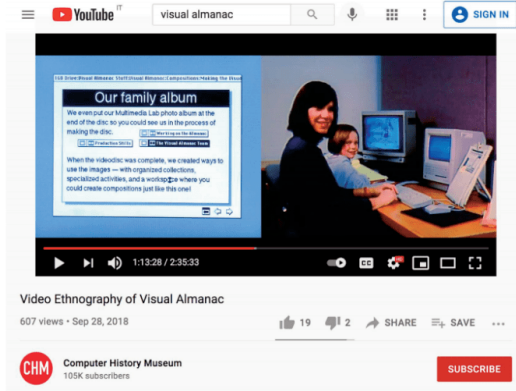 YouTube IT
visual almanac
SIGN IN
Our family album
We even put our Multimedia Lab photo album at the
end of the disc so you could see us in the process of
making the disc.
Working on the Almanac
Production Stills
The Visual Almanac Team
When the videodisc was complete, we created ways to
use the images — with organized collections,
specialized activities, and a workspace where you
could create compositions just like this one!
1:13:28 / 2:35:33
CC
Video Ethnography of Visual Almanac
607 views • Sep 28, 2018
19
2
SHARE
SAVE
CHM
Computer History Museum
105K subscribers
SUBSCRIBE